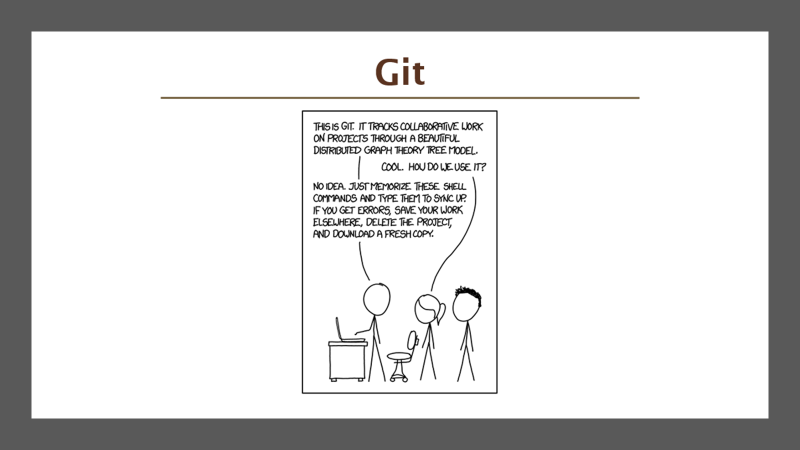 Git
THIS IS GIT. IT TRACKS COLLABORATIVE WORK
ON PROJECTS THROUGH A BEAUTIFUL
DISTRIBUTED GRAPH THEORY TREE MODEL.
COOL. HOU DO WE USE IT?
NO IDEA. JUST MEMORIZE THESE SHELL
COMMANDS AND TYPE THEM TO SYNC UP.
IF YOU GET ERRORS, SAVE YOUR WORK
ELSEWHERE, DELETE THE PROJECT,
AND DOWNLOAD A FRESH COPY.